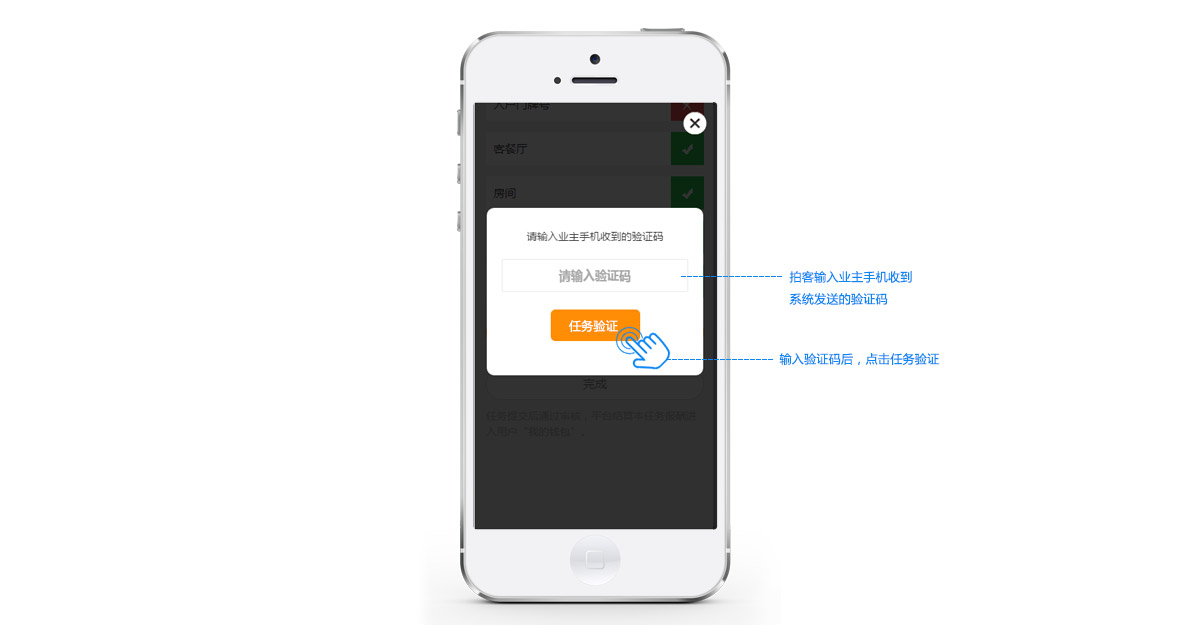 入户门牌号
客餐厅
房间
请输入业主手机收到的验证码
请输入验证码
拍客输入业主手机收到
系统发送的验证码
任务验证
输入验证码后，点击任务验证
完成